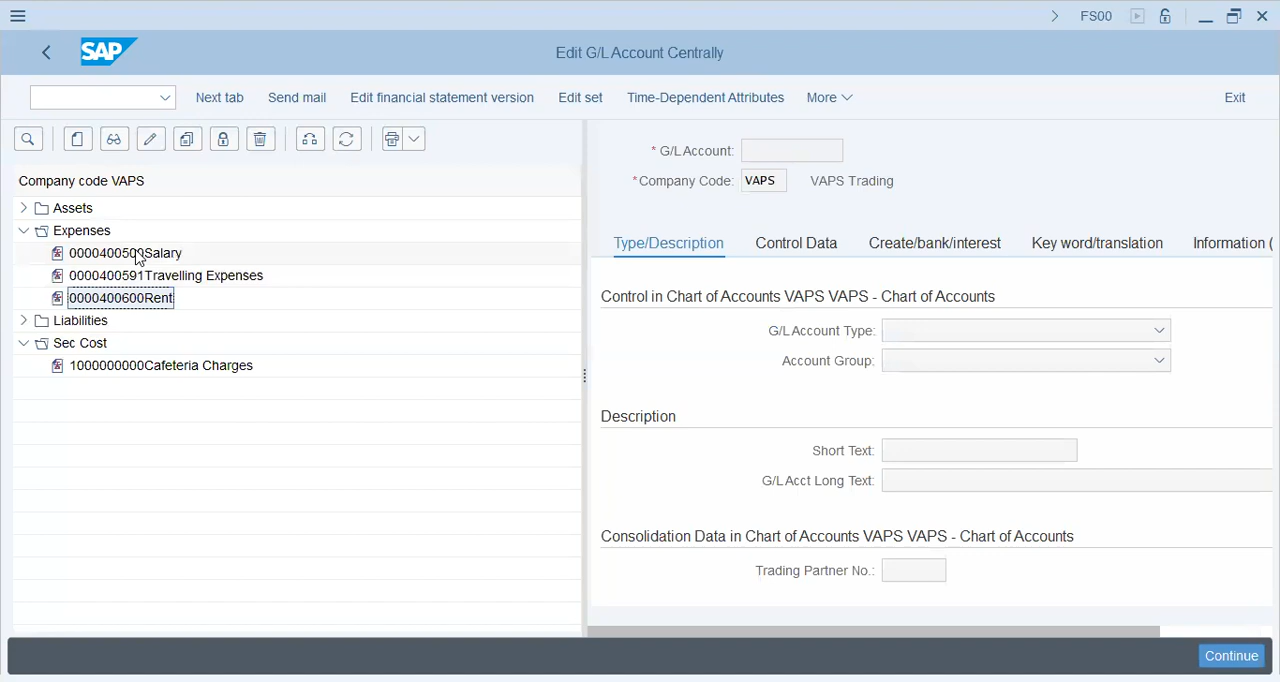 FS00
SAP
Edit G/L Account Centrally
Next tab
Send mail
Edit financial statement version
Edit set
Time-Dependent Attributes
More
Exit
Company code VAPS
Assets
Expenses
0000400500Salary
0000400591Travelling Expenses
0000400600Rent
Liabilities
Sec Cost
1000000000Cafeteria Charges
* G/L Account:
* Company Code: VAPS VAPS Trading
Type/Description
Control Data
Create/bank/interest
Key word/translation
Information (
Control in Chart of Accounts VAPS VAPS - Chart of Accounts
G/L Account Type:
Account Group:
Description
Short Text:
G/L Acct Long Text:
Consolidation Data in Chart of Accounts VAPS VAPS - Chart of Accounts
Trading Partner No.:
Continue